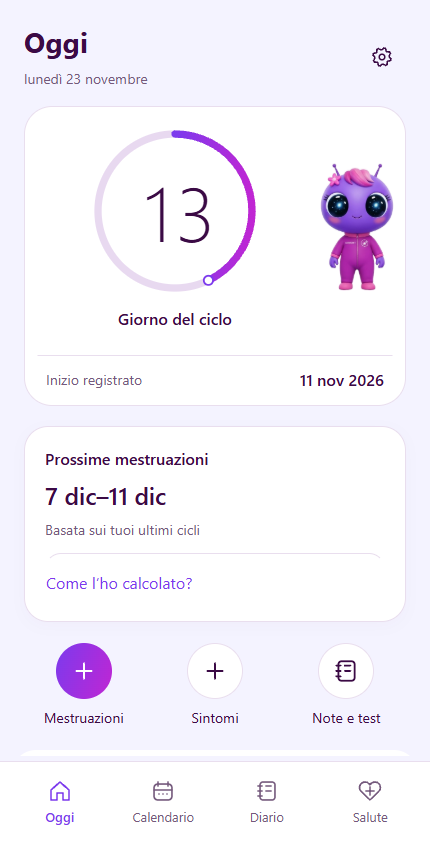 Oggi
lunedì 23 novembre
13
Giorno del ciclo
Inizio registrato
11 nov 2026
Prossime mestruazioni
7 dic–11 dic
Basata sui tuoi ultimi cicli
Come l’ho calcolato?
Mestruazioni
Sintomi
Note e test
Oggi
Calendario
Diario
Salute